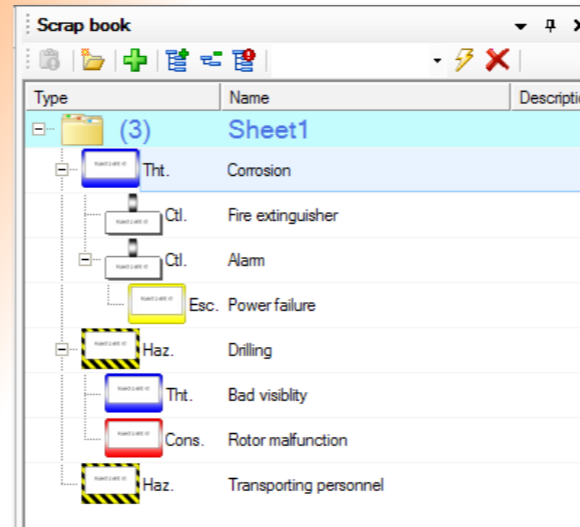 Scrap book
Type Name Descripti
(3) Sheet1
Tht. Corrosion
Ctl. Fire extinguisher
Ctl. Alarm
Esc. Power failure
Haz. Drilling
Tht. Bad visiblity
Cons. Rotor malfunction
Haz. Transporting personnel